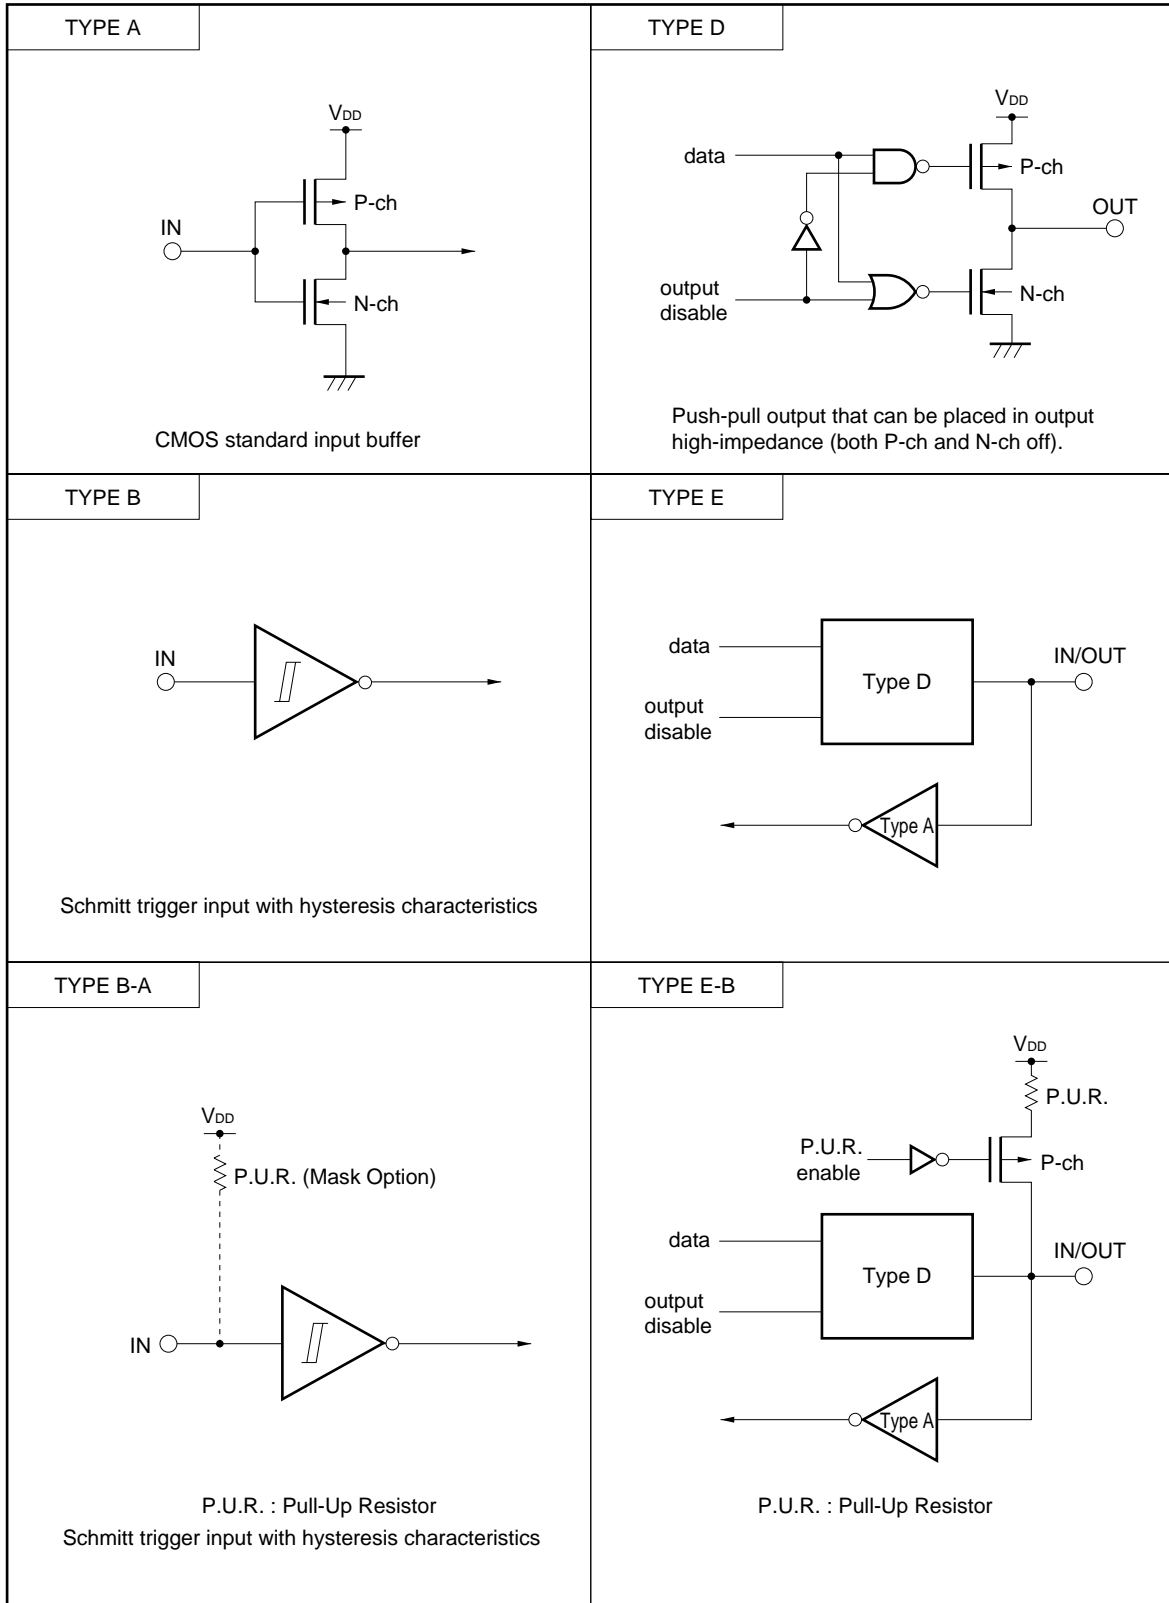 TYPE A
VDD
P-ch
IN
N-ch
CMOS standard input buffer
TYPE D
VDD
data
P-ch
OUT
output
disable
N-ch
Push-pull output that can be placed in output
high-impedance (both P-ch and N-ch off).
TYPE B
IN
Schmitt trigger input with hysteresis characteristics
TYPE E
data
Type D
IN/OUT
output
disable
Type A
TYPE B-A
VDD
P.U.R. (Mask Option)
IN
P.U.R. : Pull-Up Resistor
Schmitt trigger input with hysteresis characteristics
TYPE E-B
VDD
P.U.R.
P.U.R.
enable
P-ch
data
Type D
IN/OUT
output
disable
Type A
P.U.R. : Pull-Up Resistor